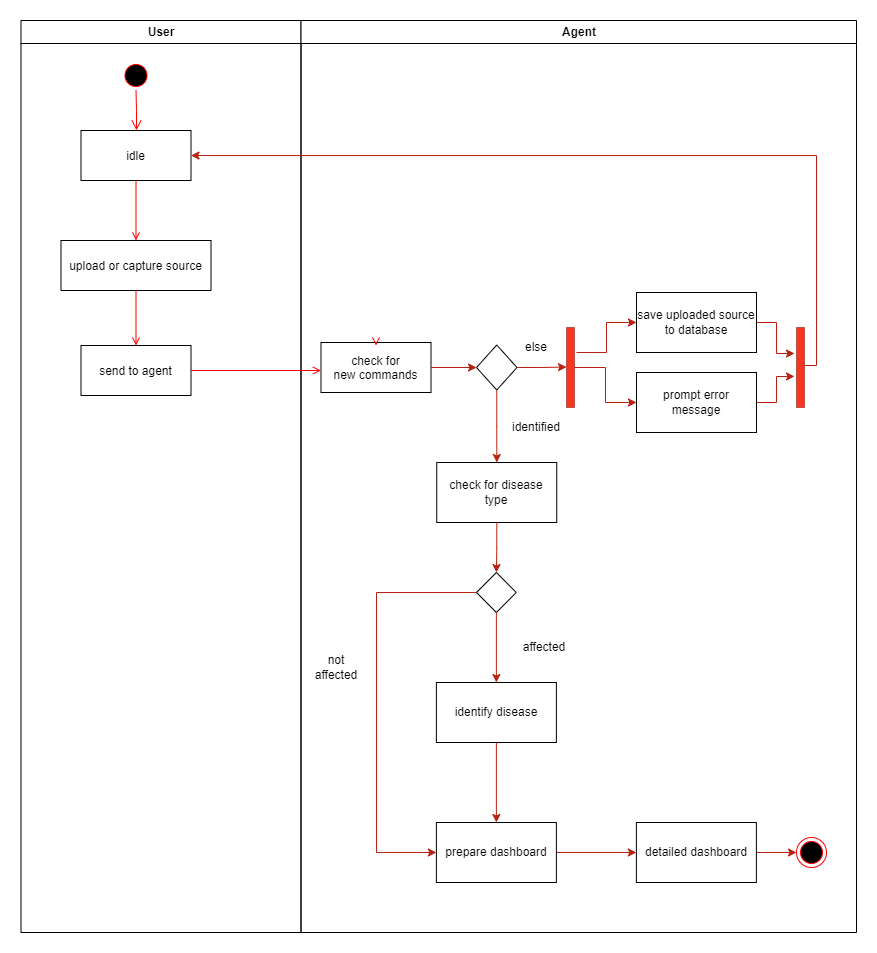 User
Agent
idle
upload or capture source
send to agent
check for
new commands
else
save uploaded source
to database
prompt error
message
identified
check for disease
type
not
affected
affected
identify disease
prepare dashboard
detailed dashboard